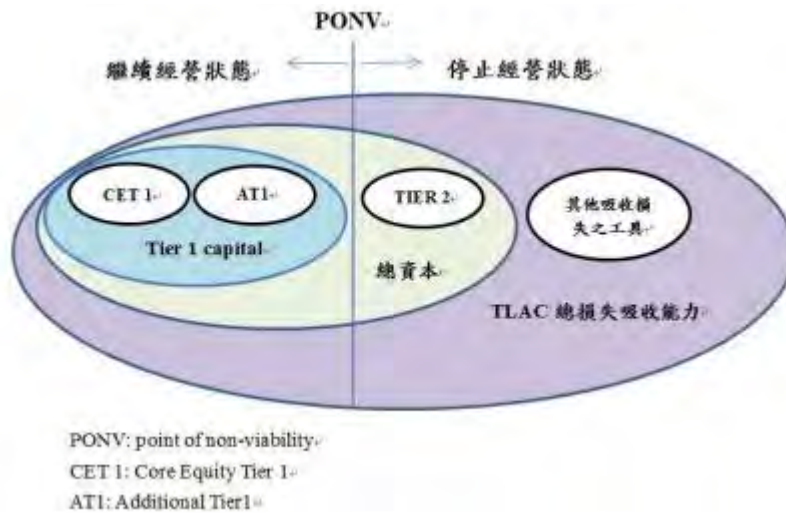 PONV
繼續經營狀態
停止經營狀態
CET 1
AT1
TIER 2
其他吸收損
失之工具
Tier 1 capital
總資本
TLAC 總損失吸收能力
PONV: point of non-viability
CET 1: Core Equity Tier 1
AT1: Additional Tier1